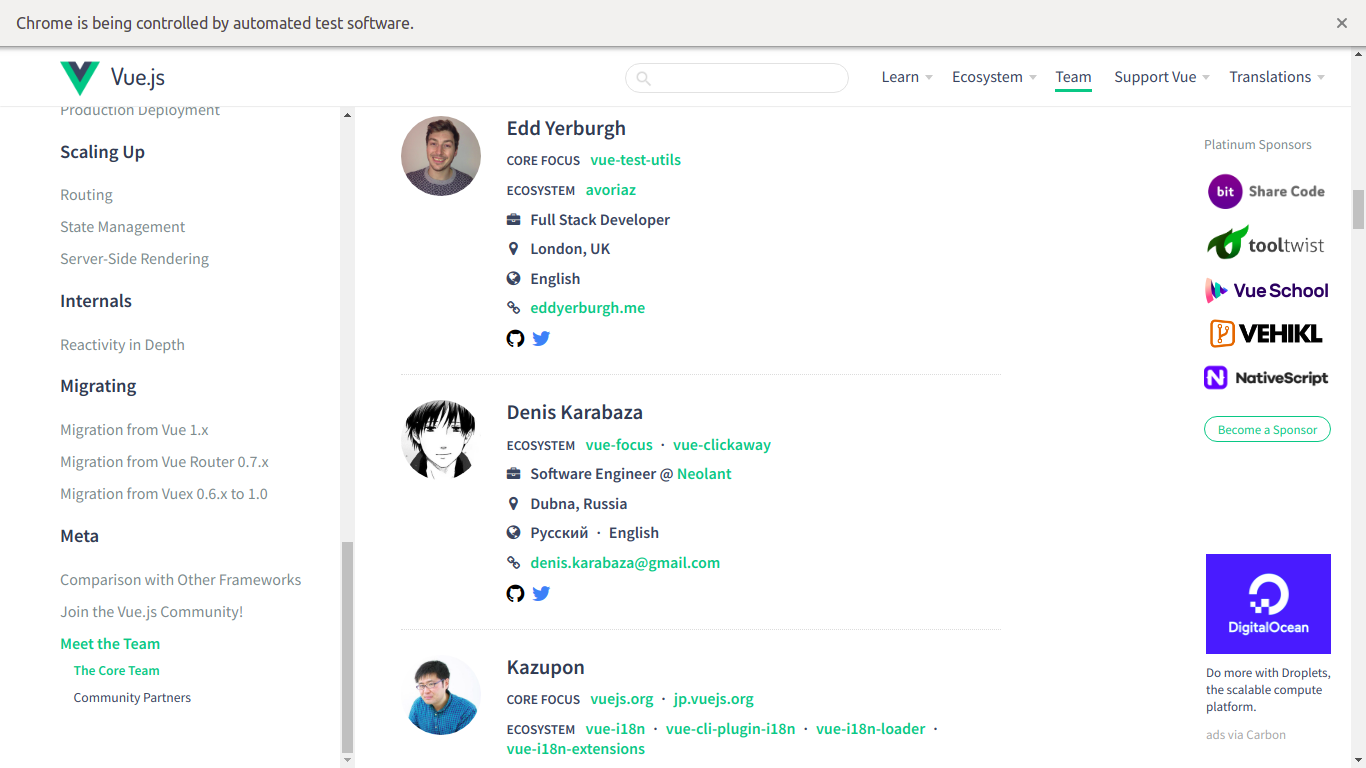 Chrome is being controlled by automated test software.
Vue.js
Learn
Ecosystem
Team
Support Vue
Translations
Production Deployment
Scaling Up
Routing
State Management
Server-Side Rendering
Internals
Reactivity in Depth
Migrating
Migration from Vue 1.x
Migration from Vue Router 0.7.x
Migration from Vuex 0.6.x to 1.0
Meta
Comparison with Other Frameworks
Join the Vue.js Community!
Meet the Team
The Core Team
Community Partners
Edd Yerburgh
CORE FOCUS vue-test-utils
ECOSYSTEM avoriaz
Full Stack Developer
London, UK
English
eddyerburgh.me
Denis Karabaza
ECOSYSTEM vue-focus · vue-clickaway
Software Engineer @ Neolant
Dubna, Russia
Русский · English
denis.karabaza@gmail.com
Kazupon
CORE FOCUS vuejs.org · jp.vuejs.org
ECOSYSTEM vue-i18n · vue-cli-plugin-i18n · vue-i18n-loader ·
vue-i18n-extensions
Platinum Sponsors
bit Share Code
tooltwist
Vue School
VEHIKL
NativeScript
Become a Sponsor
DigitalOcean
Do more with Droplets,
the scalable compute
platform.
ads via Carbon